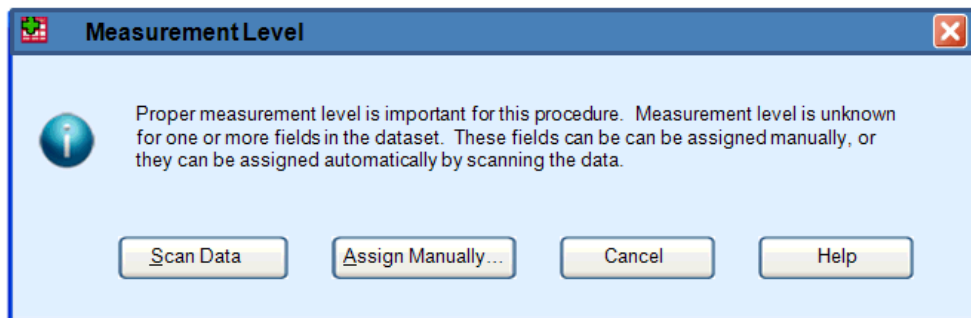 Measurement Level
Proper measurement level is important for this procedure. Measurement level is unknown
for one or more fields in the dataset. These fields can be can be assigned manually, or
they can be assigned automatically by scanning the data.
Scan Data Assign Manually... Cancel Help